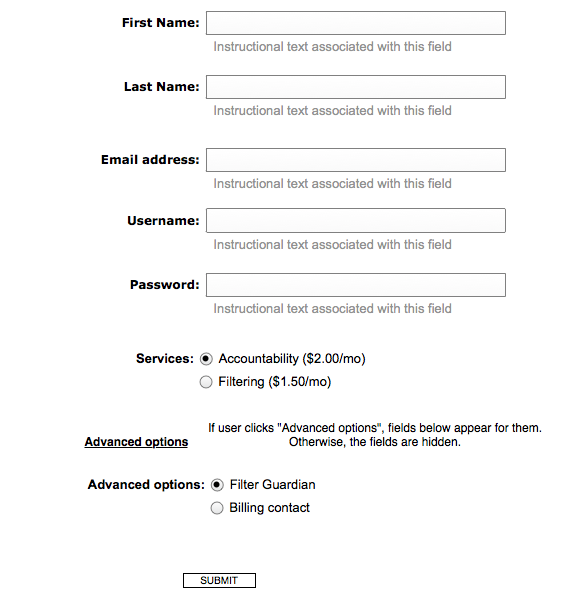 First Name:
Instructional text associated with this field
Last Name:
Instructional text associated with this field
Email address:
Instructional text associated with this field
Username:
Instructional text associated with this field
Password:
Instructional text associated with this field
Services: Accountability ($2.00/mo)
Filtering ($1.50/mo)
If user clicks "Advanced options", fields below appear for them.
Advanced options Otherwise, the fields are hidden.
Advanced options: Filter Guardian
Billing contact
SUBMIT